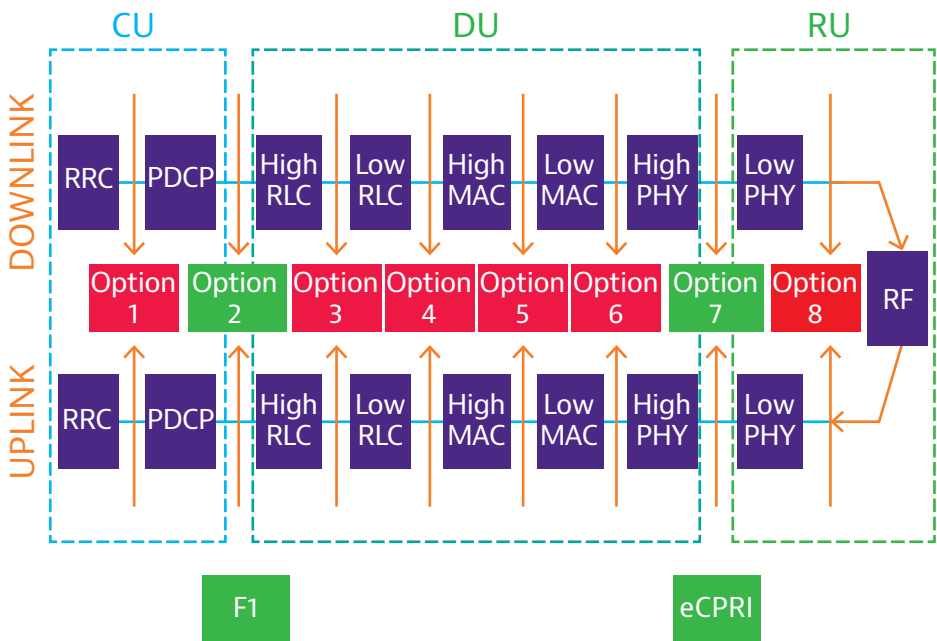 CU DU RU
DOWNLINK
RRC PDCP High RLC Low RLC High MAC Low MAC High PHY Low PHY
Option 1 Option 2 Option 3 Option 4 Option 5 Option 6 Option 7 Option 8 RF
UPLINK
RRC PDCP High RLC Low RLC High MAC Low MAC High PHY Low PHY
F1 eCPRI